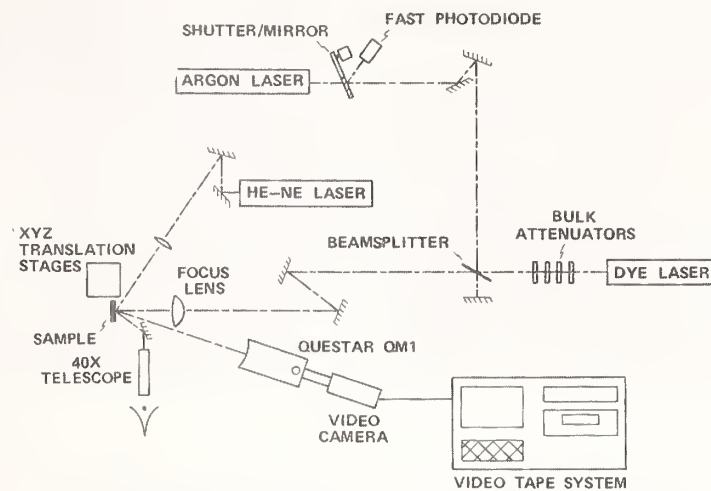 FAST PHOTODIODE
SHUTTER/MIRROR
ARGON LASER
HE-NE LASER
XYZ
TRANSLATION
STAGES
FOCUS
LENS
BEAMSPLITTER
BULK
ATTENUATORS
DYE LASER
SAMPLE
40X
TELESCOPE
QUESTAR QM1
VIDEO
CAMERA
VIDEO TAPE SYSTEM